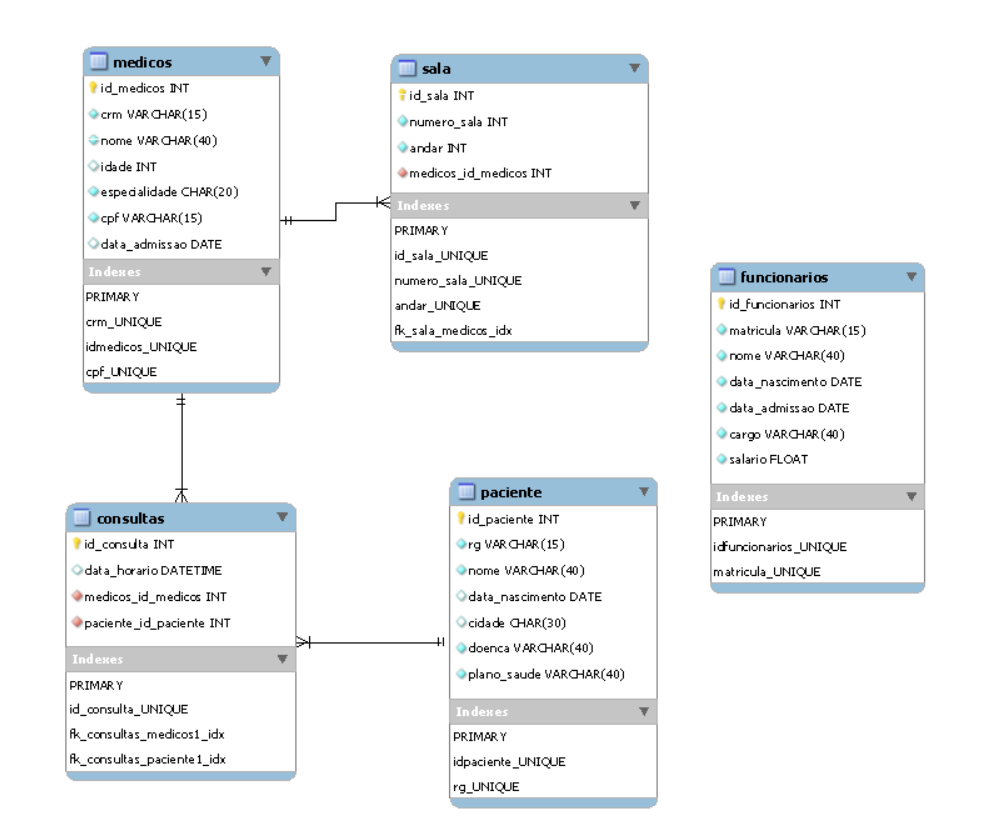 medicos
id_medicos INT
crm VARCHAR(15)
nome VARCHAR(40)
idade INT
especialidade CHAR(20)
cpf VARCHAR(15)
data_admissao DATE
Indexes
PRIMARY
crm_UNIQUE
idmedicos_UNIQUE
cpf_UNIQUE
sala
id_sala INT
numero_sala INT
andar INT
medicos_id_medicos INT
Indexes
PRIMARY
id_sala_UNIQUE
numero_sala_UNIQUE
andar_UNIQUE
fk_sala_medicos_idx
funcionarios
id_funcionarios INT
matricula VARCHAR(15)
nome VARCHAR(40)
data_nascimento DATE
data_admissao DATE
cargo VARCHAR(40)
salario FLOAT
Indexes
PRIMARY
idfuncionarios_UNIQUE
matricula_UNIQUE
consultas
id_consulta INT
data_horario DATETIME
medicos_id_medicos INT
paciente_id_paciente INT
Indexes
PRIMARY
id_consulta_UNIQUE
fk_consultas_medicos1_idx
fk_consultas_paciente1_idx
paciente
id_paciente INT
rg VARCHAR(15)
nome VARCHAR(40)
data_nascimento DATE
cidade CHAR(30)
doenca VARCHAR(40)
plano_saude VARCHAR(40)
Indexes
PRIMARY
idpaciente_UNIQUE
rg_UNIQUE